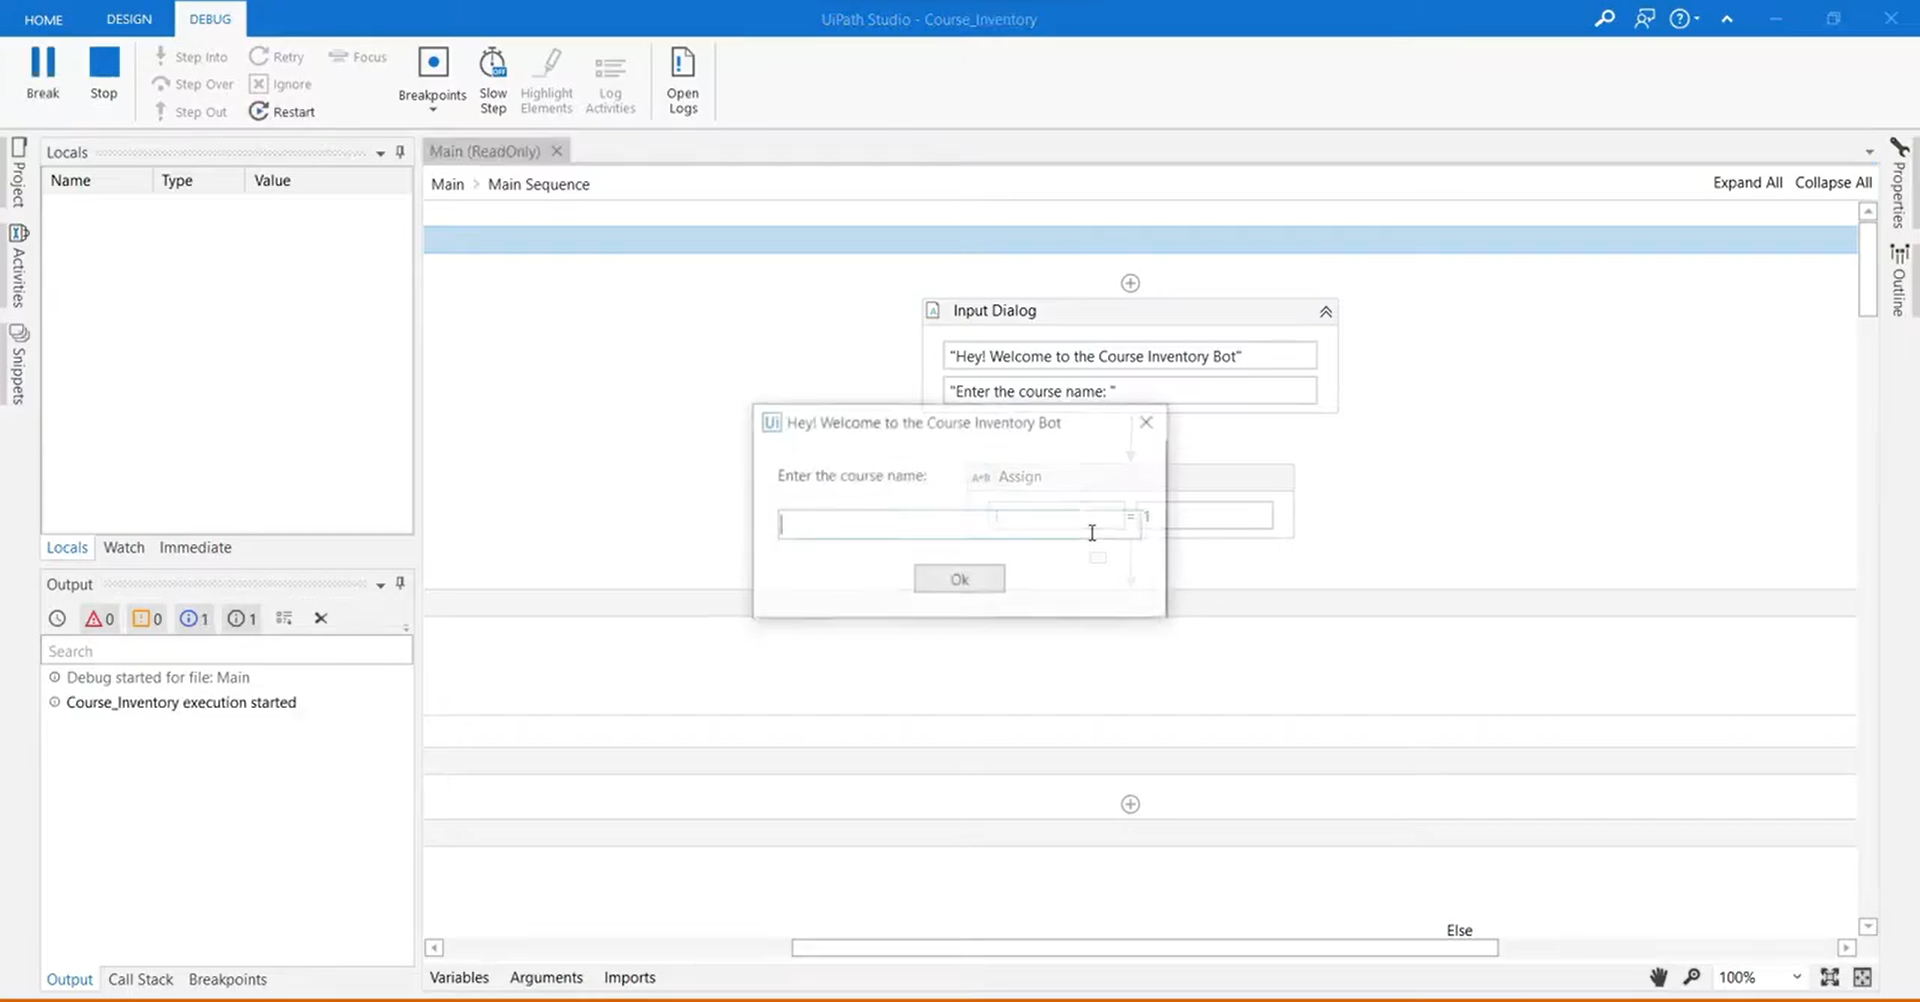 HOME DESIGN DEBUG UiPath Studio - Course_Inventory
Break
Stop
Step Into
Step Over
Step Out
Retry
Ignore
Restart
Focus
Breakpoints
OFF
Slow
Step
Highlight
Elements
Log
Activities
Open
Logs
Project
Activities
Snippets
Locals
Name Type Value
Locals Watch Immediate
Output
0 0 1 1
Search
Debug started for file: Main
Course_Inventory execution started
Output Call Stack Breakpoints
Main (ReadOnly)
Main > Main Sequence
Expand All Collapse All
Input Dialog
"Hey! Welcome to the Course Inventory Bot"
"Enter the course name: "
Ui Hey! Welcome to the Course Inventory Bot
Enter the course name:
A+B Assign
i = 1
Ok
Else
Variables Arguments Imports
100%
Properties
Outline